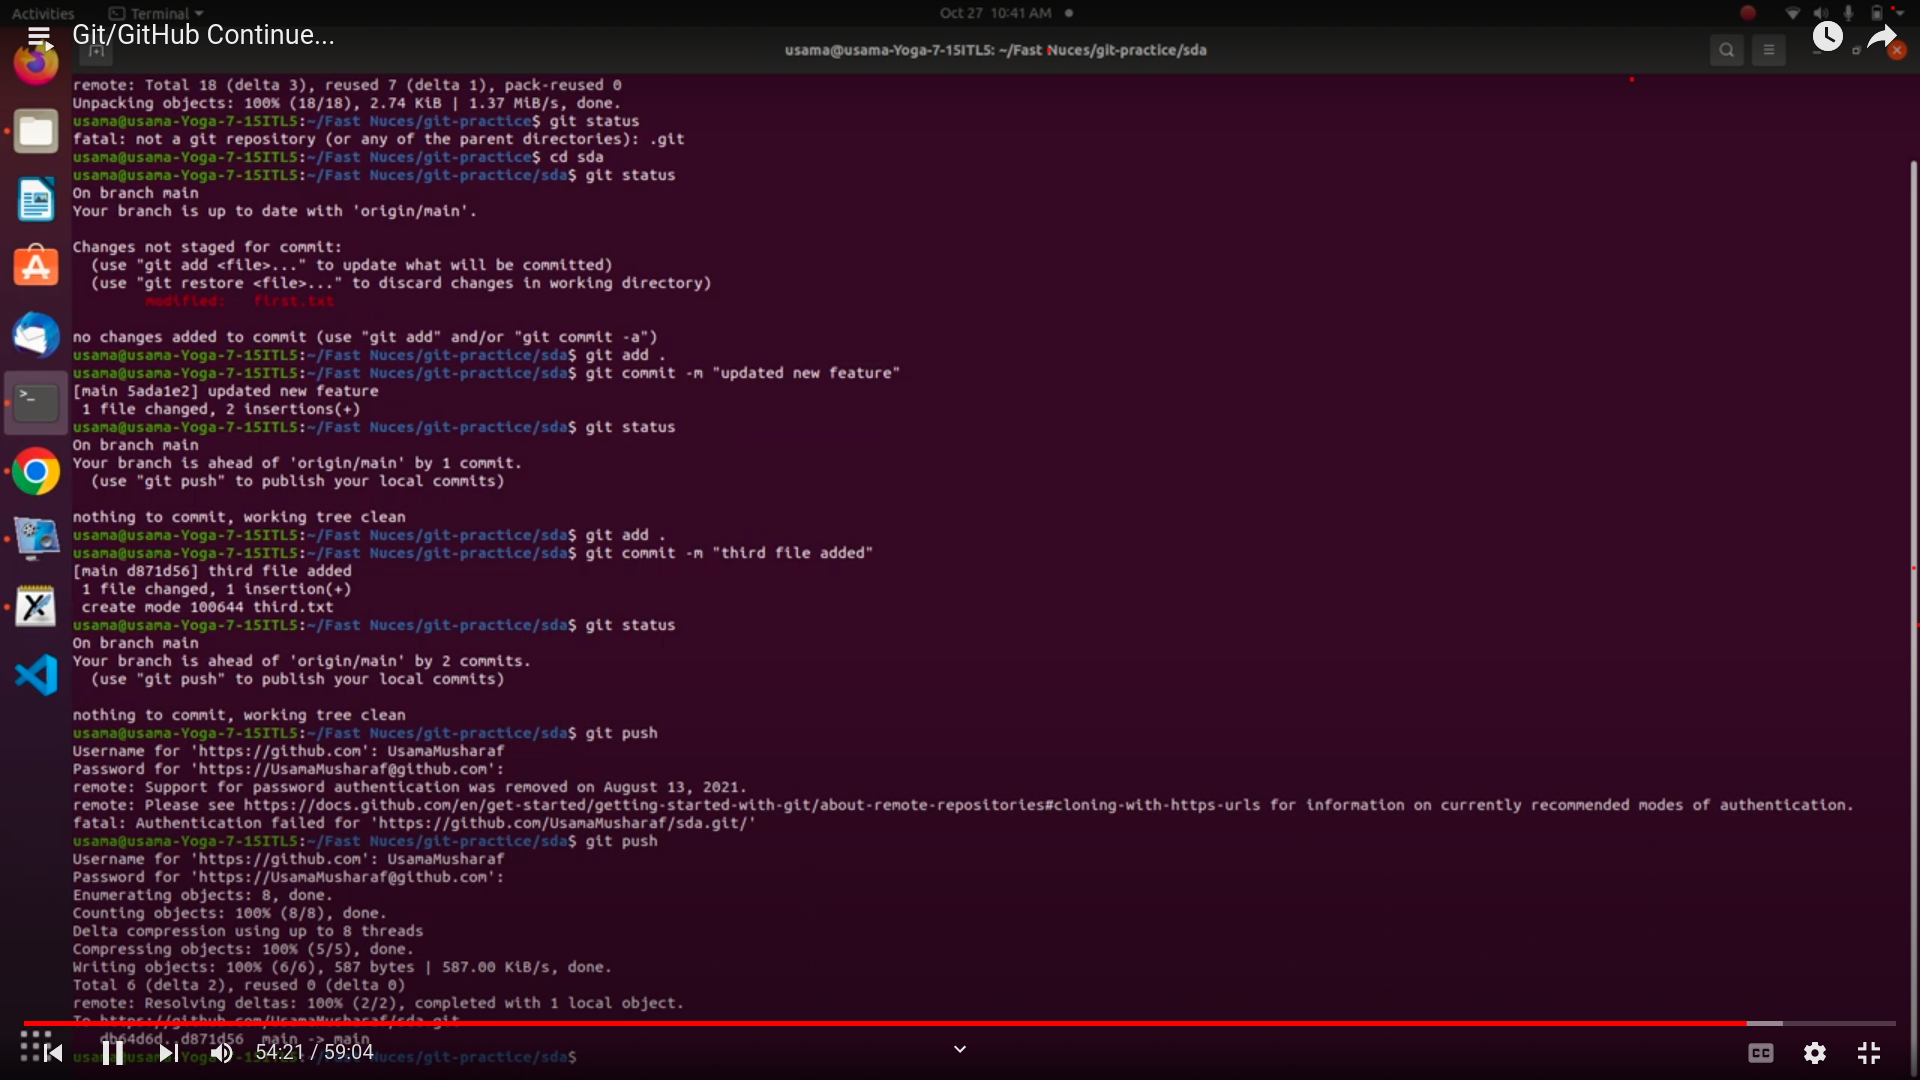 Activities
Terminal
Oct 27 10:41 AM
Git/GitHub Continue...
usama@usama-Yoga-7-15ITL5: ~/Fast Nuces/git-practice/sda
remote: Total 18 (delta 3), reused 7 (delta 1), pack-reused 0
Unpacking objects: 100% (18/18), 2.74 KiB | 1.37 MiB/s, done.
usama@usama-Yoga-7-15ITL5:~/Fast Nuces/git-practice$ git status
fatal: not a git repository (or any of the parent directories): .git
usama@usama-Yoga-7-15ITL5:~/Fast Nuces/git-practice$ cd sda
usama@usama-Yoga-7-15ITL5:~/Fast Nuces/git-practice/sda$ git status
On branch main
Your branch is up to date with 'origin/main'.
Changes not staged for commit:
(use "git add <file>..." to update what will be committed)
(use "git restore <file>..." to discard changes in working directory)
modified: first.txt
no changes added to commit (use "git add" and/or "git commit -a")
usama@usama-Yoga-7-15ITL5:~/Fast Nuces/git-practice/sda$ git add .
usama@usama-Yoga-7-15ITL5:~/Fast Nuces/git-practice/sda$ git commit -m "updated new feature"
[main 5ada1e2] updated new feature
1 file changed, 2 insertions(+)
usama@usama-Yoga-7-15ITL5:~/Fast Nuces/git-practice/sda$ git status
On branch main
Your branch is ahead of 'origin/main' by 1 commit.
(use "git push" to publish your local commits)
nothing to commit, working tree clean
usama@usama-Yoga-7-15ITL5:~/Fast Nuces/git-practice/sda$ git add .
usama@usama-Yoga-7-15ITL5:~/Fast Nuces/git-practice/sda$ git commit -m "third file added"
[main d871d56] third file added
1 file changed, 1 insertion(+)
create mode 100644 third.txt
usama@usama-Yoga-7-15ITL5:~/Fast Nuces/git-practice/sda$ git status
On branch main
Your branch is ahead of 'origin/main' by 2 commits.
(use "git push" to publish your local commits)
nothing to commit, working tree clean
usama@usama-Yoga-7-15ITL5:~/Fast Nuces/git-practice/sda$ git push
Username for 'https://github.com': UsamaMusharaf
Password for 'https://UsamaMusharaf@github.com':
remote: Support for password authentication was removed on August 13, 2021.
remote: Please see https://docs.github.com/en/get-started/getting-started-with-git/about-remote-repositories#cloning-with-https-urls for information on currently recommended modes of authentication.
fatal: Authentication failed for 'https://github.com/UsamaMusharaf/sda.git/'
usama@usama-Yoga-7-15ITL5:~/Fast Nuces/git-practice/sda$ git push
Username for 'https://github.com': UsamaMusharaf
Password for 'https://UsamaMusharaf@github.com':
Enumerating objects: 8, done.
Counting objects: 100% (8/8), done.
Delta compression using up to 8 threads
Compressing objects: 100% (5/5), done.
Writing objects: 100% (6/6), 587 bytes | 587.00 KiB/s, done.
Total 6 (delta 2), reused 0 (delta 0)
remote: Resolving deltas: 100% (2/2), completed with 1 local object.
To https://github.com/UsamaMusharaf/sda.git
db64d6d..d871d56 main -> main
usama@usama-Yoga-7-15ITL5:~/Fast Nuces/git-practice/sda$
54:21 / 59:04
CC